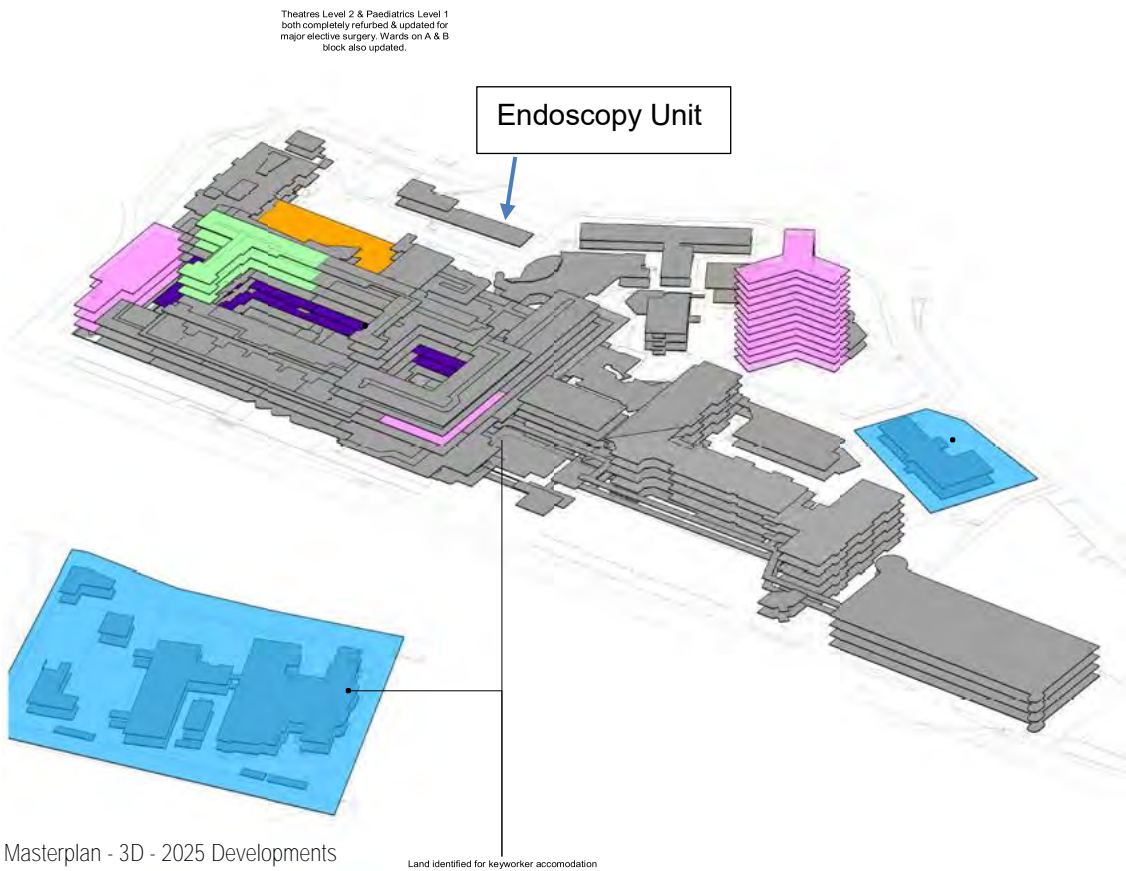 Theatres Level 2 & Paediatrics Level 1
both completely refurbed & updated for
major elective surgery. Wards on A & B
block also updated.
Endoscopy Unit
Masterplan - 3D - 2025 Developments
Land identified for keyworker accomodation